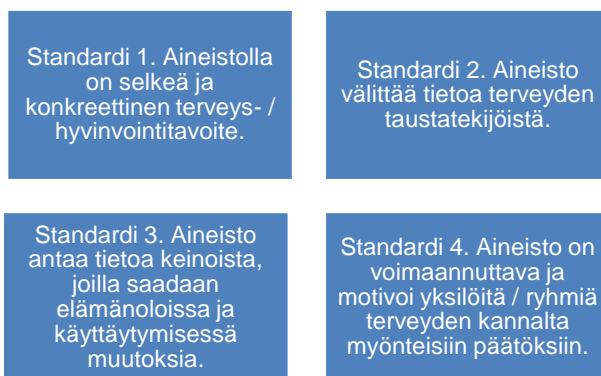 Standardi 1. Aineistolla
on selkeä ja
konkreettinen terveys- /
hyvinvointitavoite.
Standardi 2. Aineisto
välittää tietoa terveyden
taustatekijöistä.
Standardi 3. Aineisto
antaa tietoa keinoista,
joilla saadaan
elämänoloissa ja
käyttäytymisessä
muutoksia.
Standardi 4. Aineisto on
voimaannuttava ja
motivoi yksilöitä / ryhmiä
terveyden kannalta
myönteisiin päätöksiin.